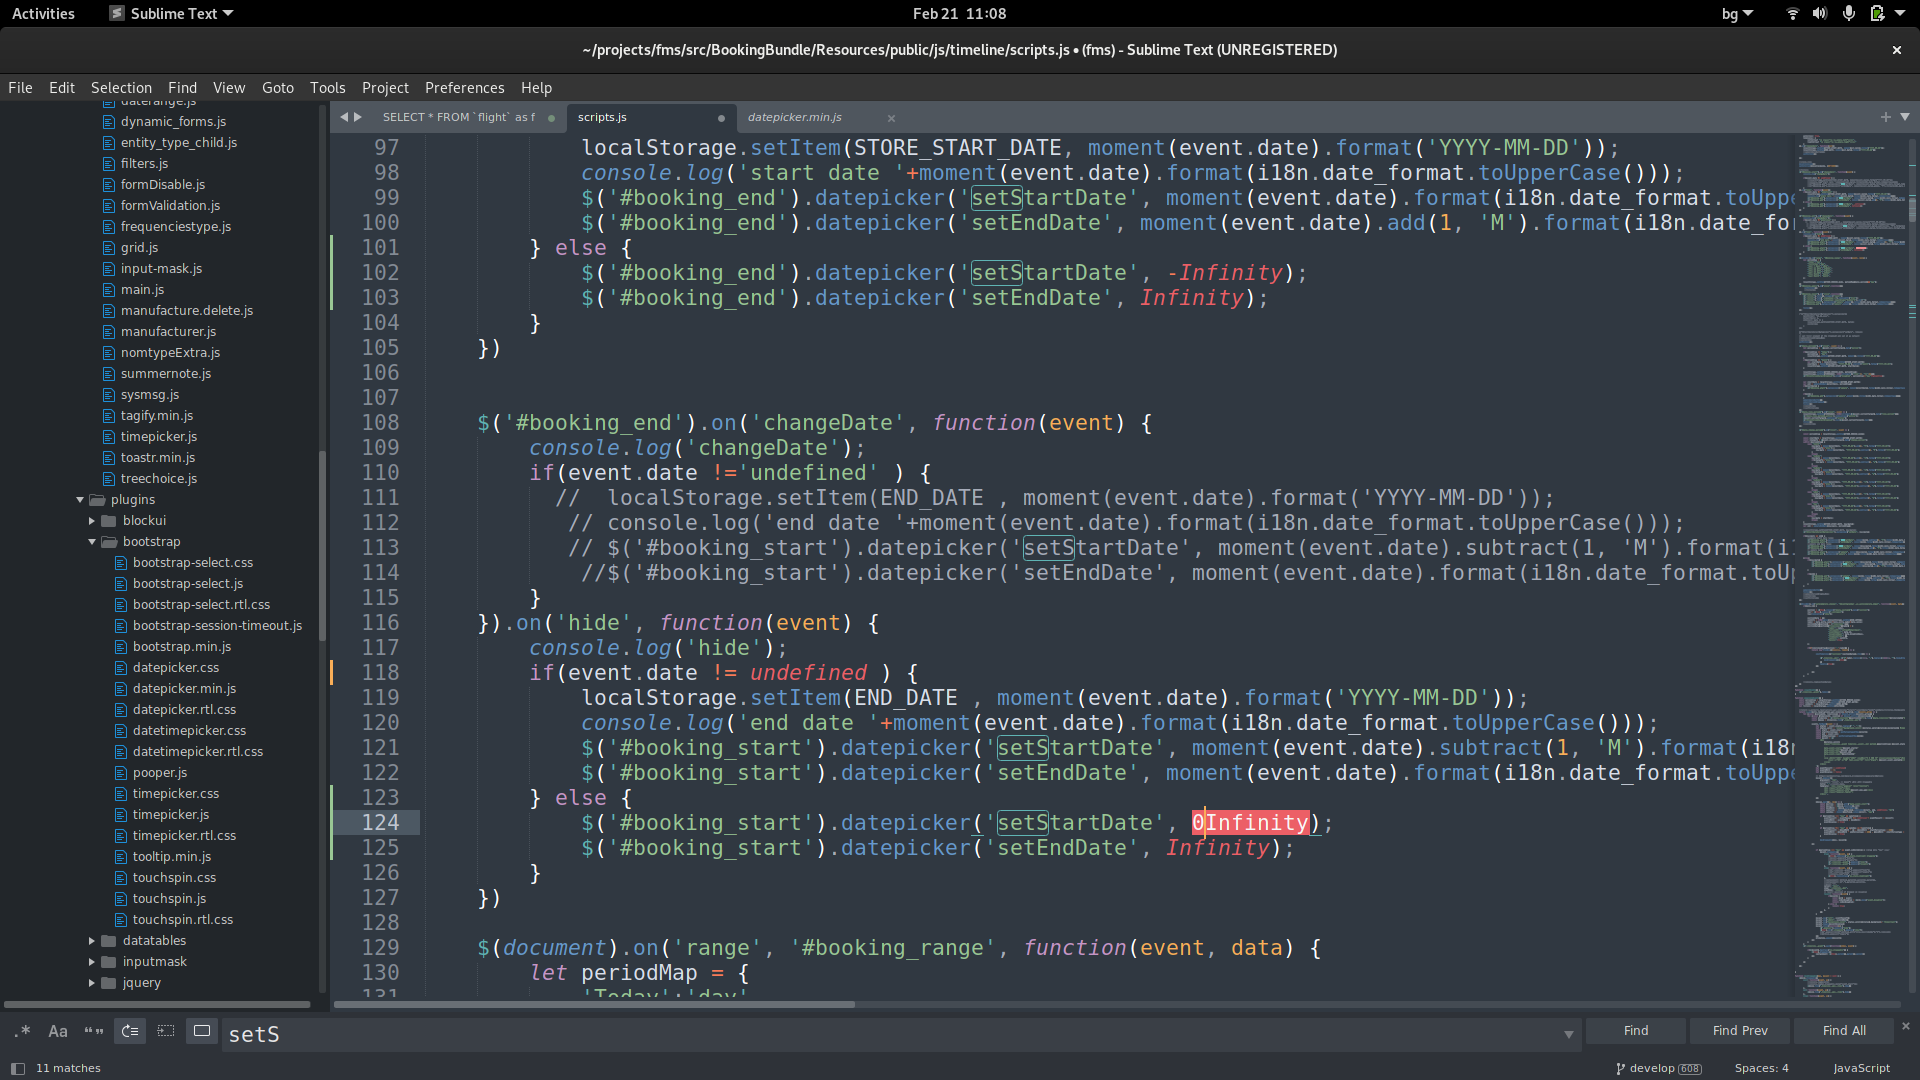 Activities
Sublime Text
Feb 21 11:08
bg
~/projects/fms/src/BookingBundle/Resources/public/js/timeline/scripts.js • (fms) - Sublime Text (UNREGISTERED)
File Edit Selection Find View Goto Tools Project Preferences Help
daterange.js
dynamic_forms.js
entity_type_child.js
filters.js
formDisable.js
formValidation.js
frequenciestype.js
grid.js
input-mask.js
main.js
manufacture.delete.js
manufacturer.js
nomtypeExtra.js
summernote.js
sysmsg.js
tagify.min.js
timepicker.js
toastr.min.js
treechoice.js
plugins
blockui
bootstrap
bootstrap-select.css
bootstrap-select.js
bootstrap-select.rtl.css
bootstrap-session-timeout.js
bootstrap.min.js
datepicker.css
datepicker.min.js
datepicker.rtl.css
datetimepicker.css
datetimepicker.rtl.css
pooper.js
timepicker.css
timepicker.js
timepicker.rtl.css
tooltip.min.js
touchspin.css
touchspin.js
touchspin.rtl.css
datatables
inputmask
jquery
SELECT * FROM `flight` as f
scripts.js
datepicker.min.js
97 localStorage.setItem(STORE_START_DATE, moment(event.date).format('YYYY-MM-DD'));
98 console.log('start date '+moment(event.date).format(i18n.date_format.toUpperCase()));
99 $('#booking_end').datepicker('setStartDate', moment(event.date).format(i18n.date_format.toUppe
100 $('#booking_end').datepicker('setEndDate', moment(event.date).add(1, 'M').format(i18n.date_for
101 } else {
102 $('#booking_end').datepicker('setStartDate', -Infinity);
103 $('#booking_end').datepicker('setEndDate', Infinity);
104 }
105 })
106
107
108 $('#booking_end').on('changeDate', function(event) {
109 console.log('changeDate');
110 if(event.date !='undefined' ) {
111 //  localStorage.setItem(END_DATE , moment(event.date).format('YYYY-MM-DD'));
112 // console.log('end date '+moment(event.date).format(i18n.date_format.toUpperCase()));
113 // $('#booking_start').datepicker('setStartDate', moment(event.date).subtract(1, 'M').format(i
114 //$('#booking_start').datepicker('setEndDate', moment(event.date).format(i18n.date_format.toUp
115 }
116 }).on('hide', function(event) {
117 console.log('hide');
118 if(event.date != undefined ) {
119 localStorage.setItem(END_DATE , moment(event.date).format('YYYY-MM-DD'));
120 console.log('end date '+moment(event.date).format(i18n.date_format.toUpperCase()));
121 $('#booking_start').datepicker('setStartDate', moment(event.date).subtract(1, 'M').format(i18n
122 $('#booking_start').datepicker('setEndDate', moment(event.date).format(i18n.date_format.toUppe
123 } else {
124 $('#booking_start').datepicker('setStartDate', 0Infinity);
125 $('#booking_start').datepicker('setEndDate', Infinity);
126 }
127 })
128
129 $(document).on('range', '#booking_range', function(event, data) {
130 let periodMap = {
131 'Today':'day'
.* Aa “” setS Find Find Prev Find All
11 matches
develop 608 Spaces: 4 JavaScript